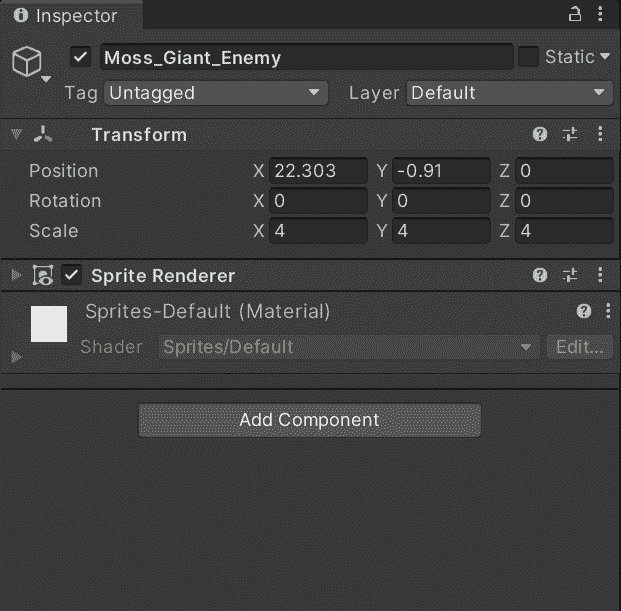 Inspector
Moss_Giant_Enemy Static
Tag Untagged Layer Default
Transform
Position X 22.303 Y -0.91 Z 0
Rotation X 0 Y 0 Z 0
Scale X 4 Y 4 Z 4
Sprite Renderer
Sprites-Default (Material)
Shader Sprites/Default Edit...
Add Component